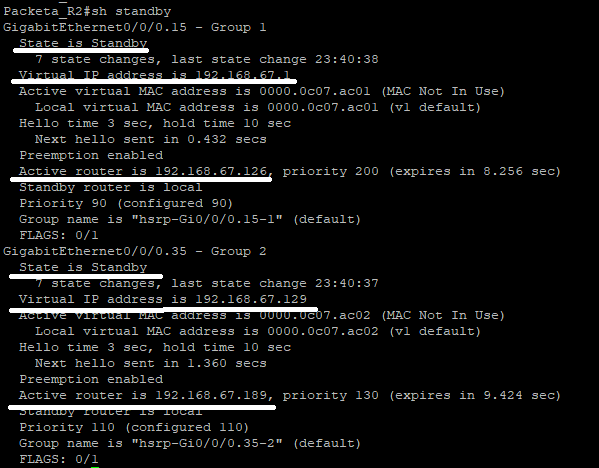 Packeta_R2#sh standby
GigabitEthernet0/0/0.15 - Group 1
State is Standby
7 state changes, last state change 23:40:38
Virtual IP address is 192.168.67.1
Active virtual MAC address is 0000.0c07.ac01 (MAC Not In Use)
Local virtual MAC address is 0000.0c07.ac01 (v1 default)
Hello time 3 sec, hold time 10 sec
Next hello sent in 0.432 secs
Preemption enabled
Active router is 192.168.67.126, priority 200 (expires in 8.256 sec)
Standby router is local
Priority 90 (configured 90)
Group name is "hsrp-Gi0/0/0.15-1" (default)
FLAGS: 0/1
GigabitEthernet0/0/0.35 - Group 2
State is Standby
7 state changes, last state change 23:40:37
Virtual IP address is 192.168.67.129
Active virtual MAC address is 0000.0c07.ac02 (MAC Not In Use)
Local virtual MAC address is 0000.0c07.ac02 (v1 default)
Hello time 3 sec, hold time 10 sec
Next hello sent in 1.360 secs
Preemption enabled
Active router is 192.168.67.189, priority 130 (expires in 9.424 sec)
Standby router is local
Priority 110 (configured 110)
Group name is "hsrp-Gi0/0/0.35-2" (default)
FLAGS: 0/1